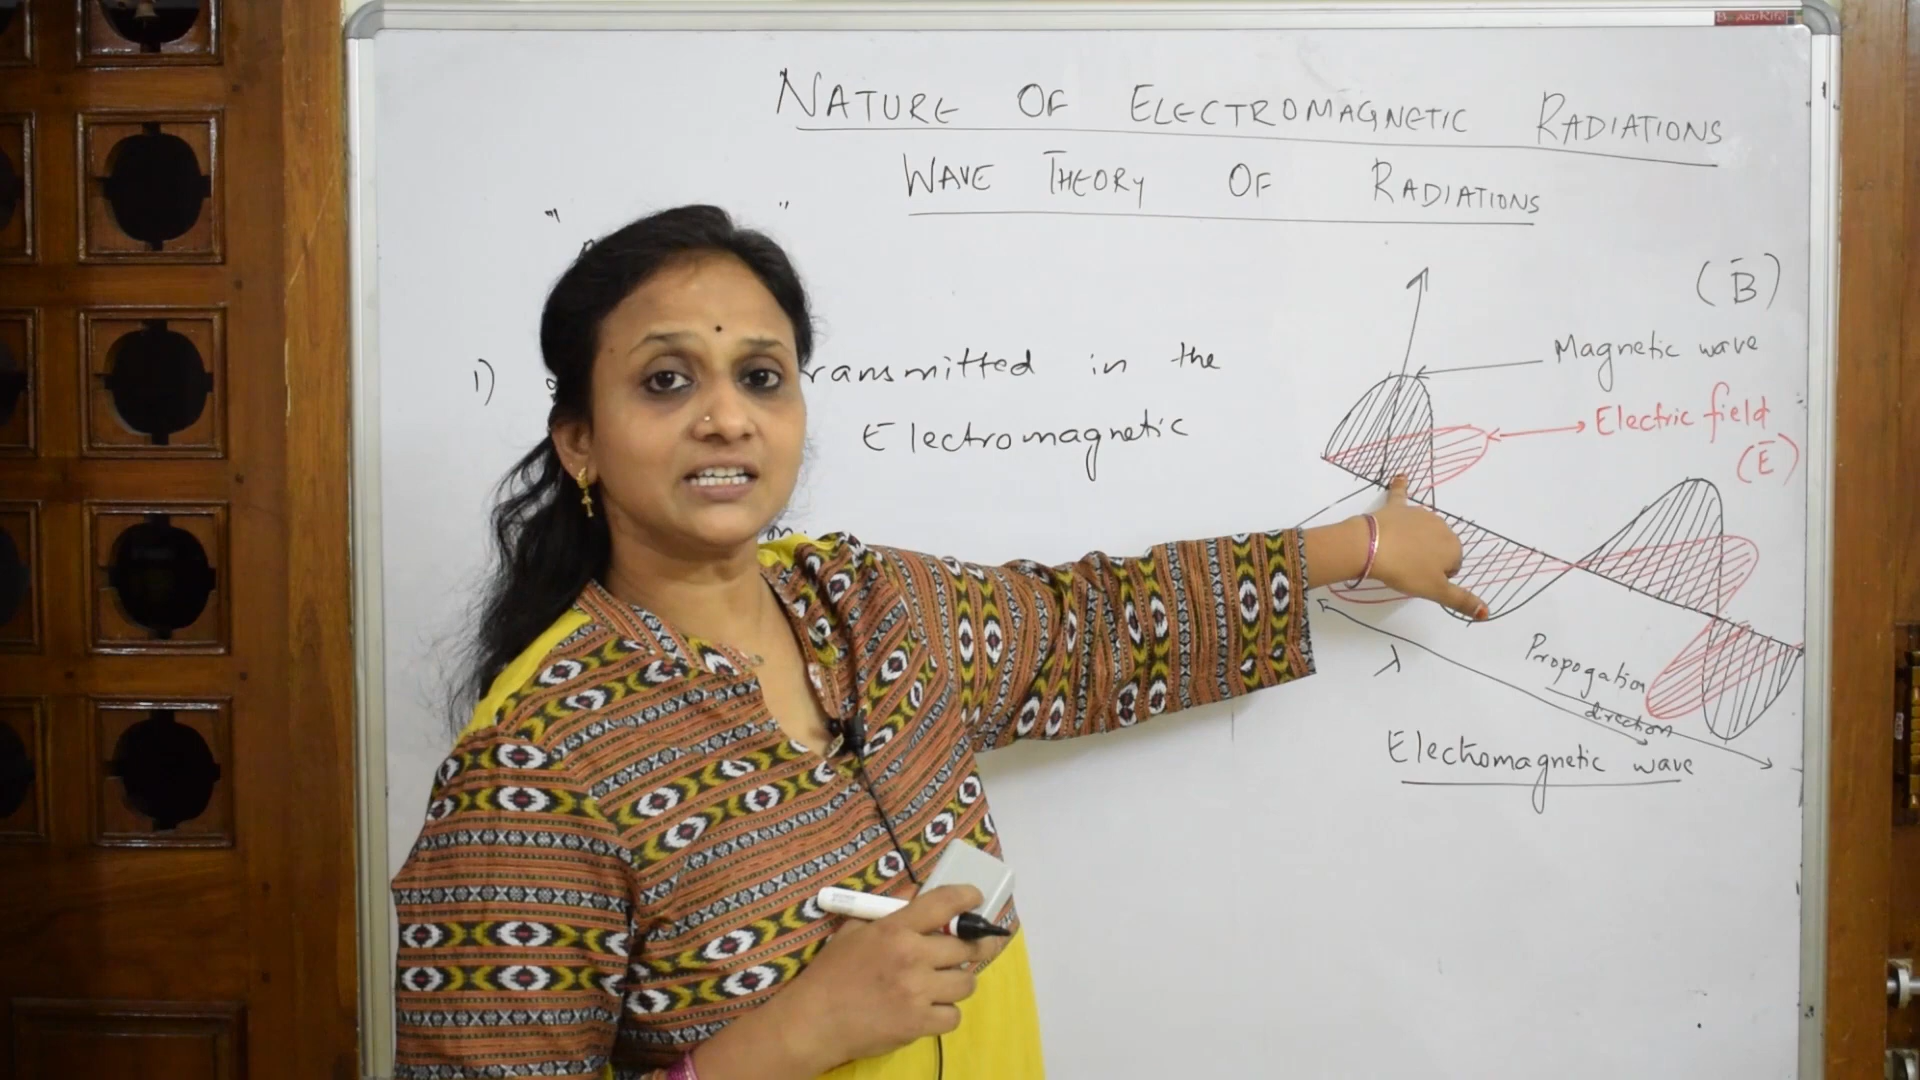 NATURE OF ELECTROMAGNETIC RADIATIONS
WAVE THEORY OF RADIATIONS
" "
1) ransmitted in the
Electromagnetic
on
(B̄)
Magnetic wave
Electric field
(Ē)
λ
Propogation
direction
Electomagnetic wave